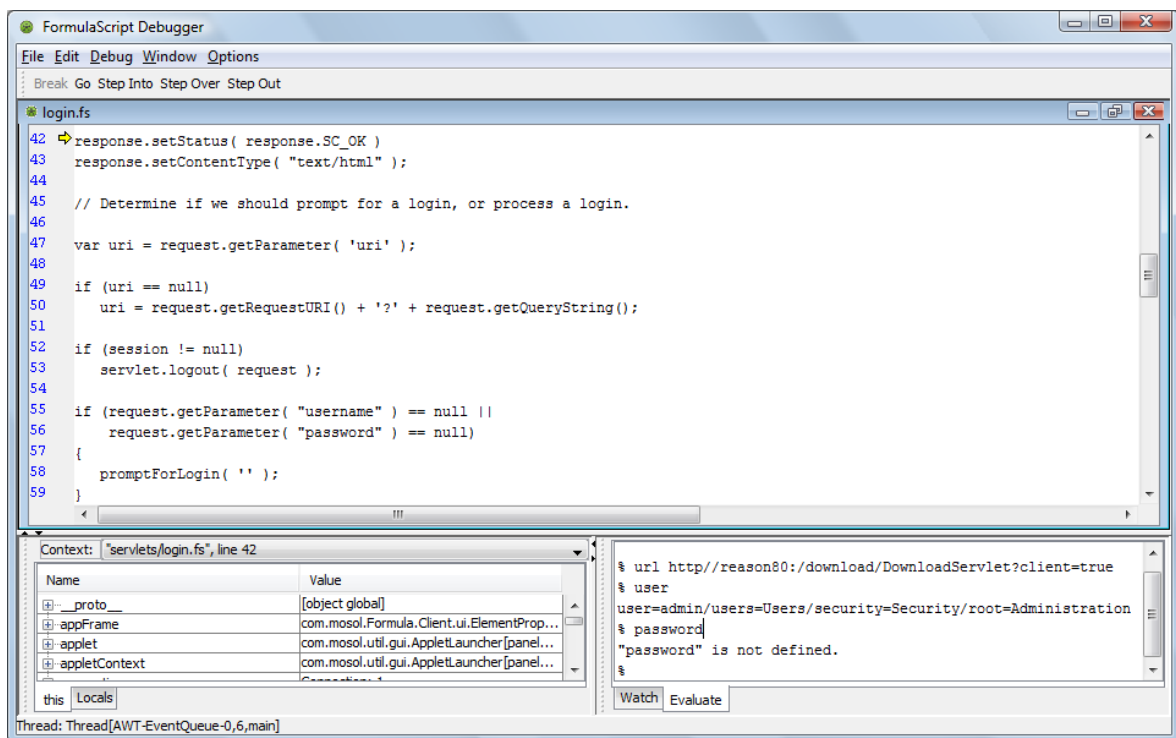 FormulaScript Debugger
File Edit Debug Window Options
Break Go Step Into Step Over Step Out
login.fs
42 response.setStatus( response.SC_OK )
43 response.setContentType( "text/html" );
44
45 // Determine if we should prompt for a login, or process a login.
46
47 var uri = request.getParameter( 'uri' );
48
49 if (uri == null)
50 uri = request.getRequestURI() + '?' + request.getQueryString();
51
52 if (session != null)
53 servlet.logout( request );
54
55 if (request.getParameter( "username" ) == null ||
56 request.getParameter( "password" ) == null)
57 {
58 promptForLogin( '' );
59 }
Context: "servlets/login.fs", line 42
Name Value
__proto__ [object global]
appFrame com.mosol.Formula.Client.ui.ElementProp...
applet com.mosol.util.gui.AppletLauncher[panel...
appletContext com.mosol.util.gui.AppletLauncher[panel...
this Locals
% url http//reason80:/download/DownloadServlet?client=true
% user
user=admin/users=Users/security=Security/root=Administration
% password
"password" is not defined.
%
Watch Evaluate
Thread: Thread[AWT-EventQueue-0,6,main]